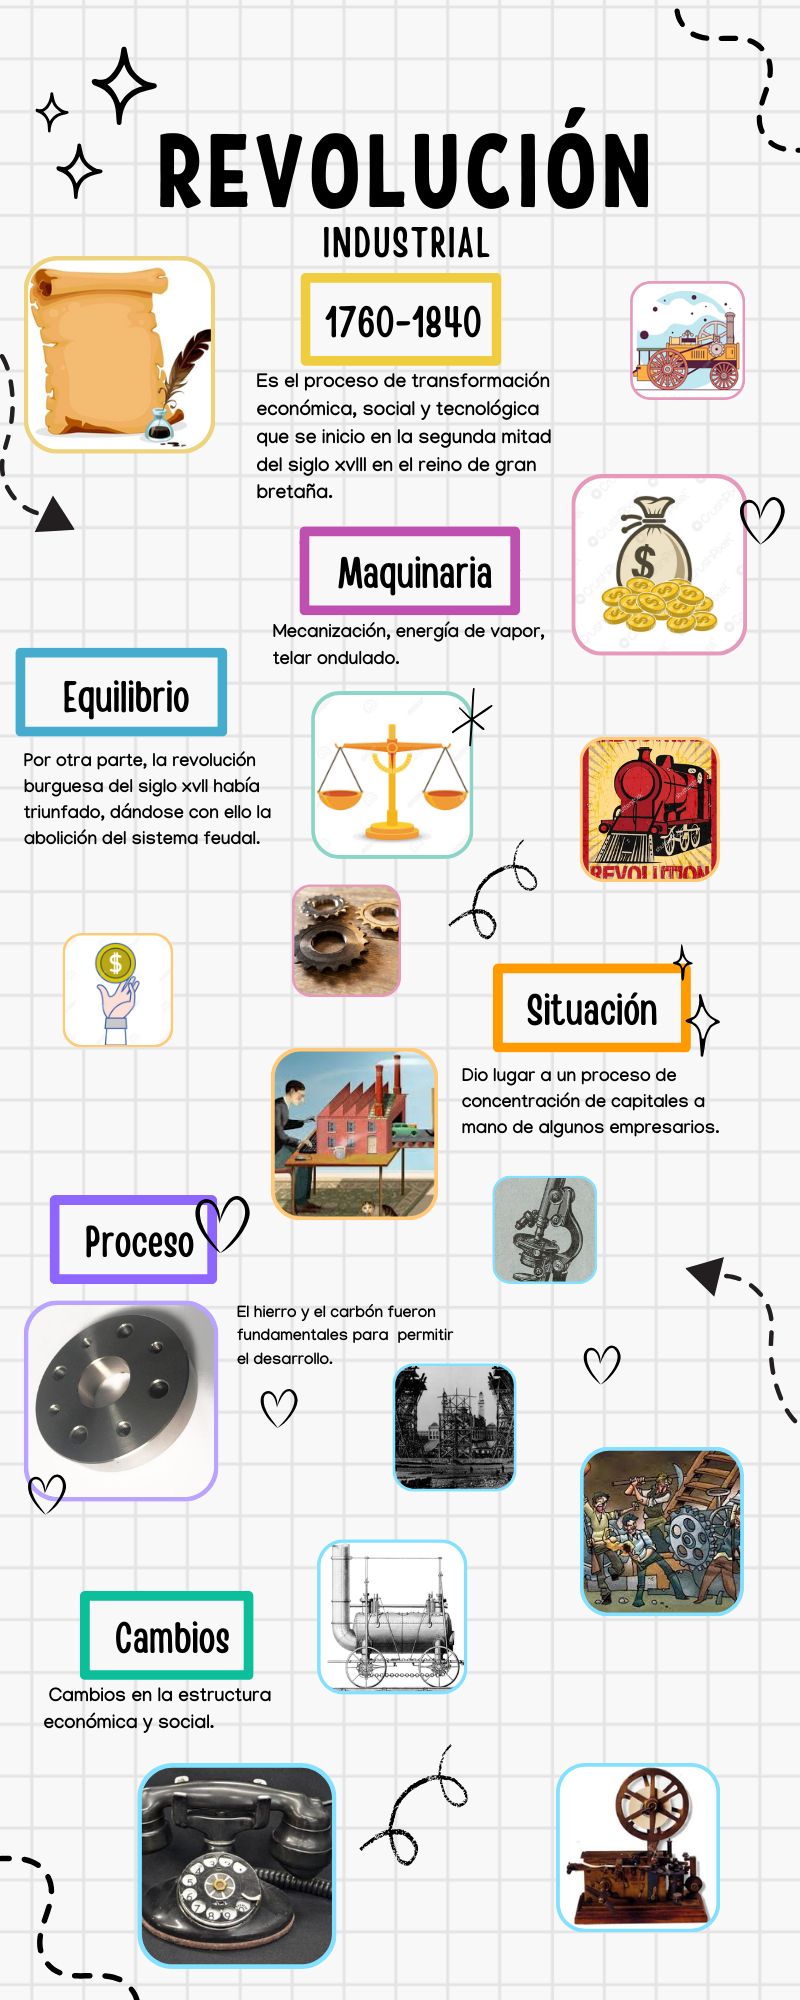 REVOLUCIÓN
INDUSTRIAL
1760-1840
Es el proceso de transformación
económica, social y tecnológica
que se inicio en la segunda mitad
del siglo xvlll en el reino de gran
bretaña.
Maquinaria
Mecanización, energía de vapor,
telar ondulado.
Equilibrio
Por otra parte, la revolución
burguesa del siglo xvll había
triunfado, dándose con ello la
abolición del sistema feudal.
REVOLUTION
Situación
Dio lugar a un proceso de
concentración de capitales a
mano de algunos empresarios.
Proceso
El hierro y el carbón fueron
fundamentales para  permitir
el desarrollo.
Cambios
Cambios en la estructura
económica y social.